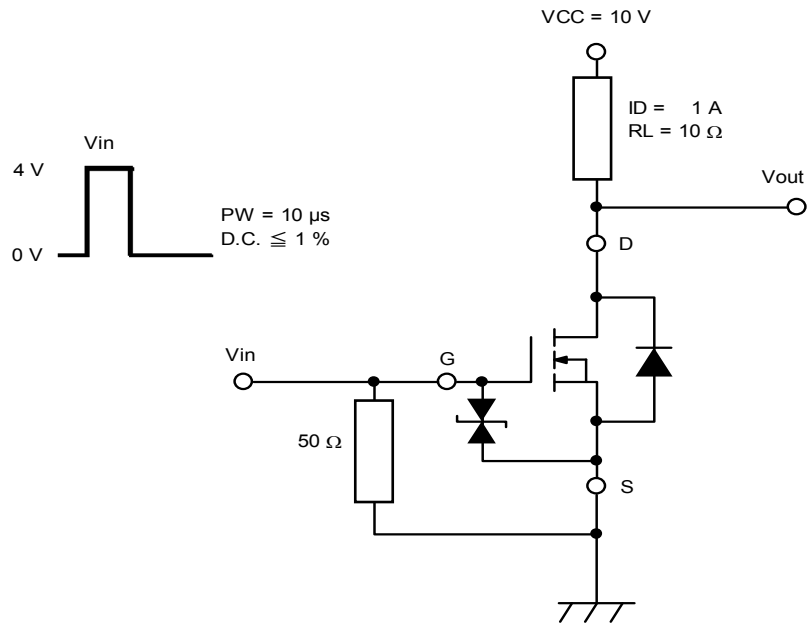 VCC = 10 V
ID = 1 A
RL = 10 Ω
Vin
4 V
Vout
PW = 10 µs
D.C. ≦ 1 %
0 V
D
Vin
G
50 Ω
S